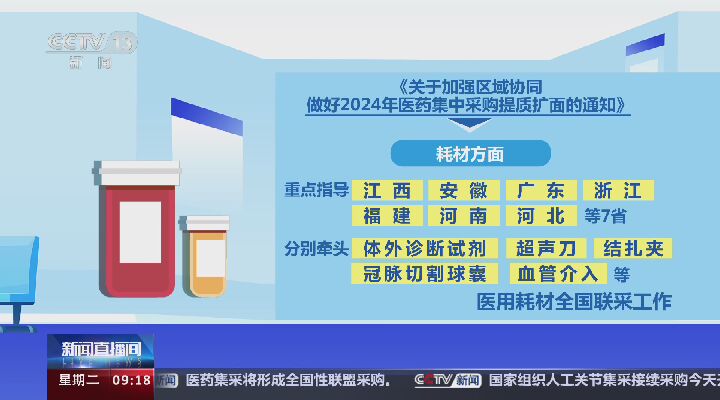 CCTV 13
新闻
《关于加强区域协同
做好2024年医药集中采购提质扩面的通知》
耗材方面
重点指导 江西 安徽 广东 浙江
福建 河南 河北 等7省
分别牵头 体外诊断试剂 超声刀 结扎夹
冠脉切割球囊 血管介入 等
医用耗材全国联采工作
新闻直播间
LIVE NEWS
星期二 09:18 新闻 医药集采将形成全国性联盟采购。 CCTV 新闻 国家组织人工关节集采接续采购今天